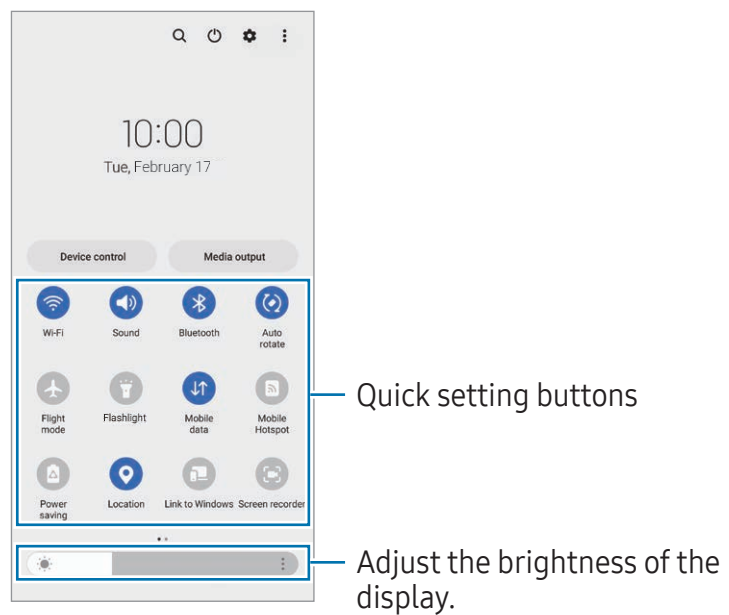 10:00
Tue, February 17
Device control Media output
Wi-Fi Sound Bluetooth Auto
rotate
Flight Flashlight Mobile Mobile
mode data Hotspot
Power Location Link to Windows Screen recorder
saving
Quick setting buttons
Adjust the brightness of the
display.